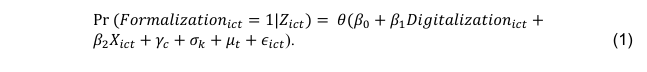 Pr (Formalization_{ict} = 1|Z_{ict}) = θ(β_0 + β_1Digitalization_{ict} +
β_2X_{ict} + γ_c + σ_k + μ_t + ϵ_{ict}). (1)